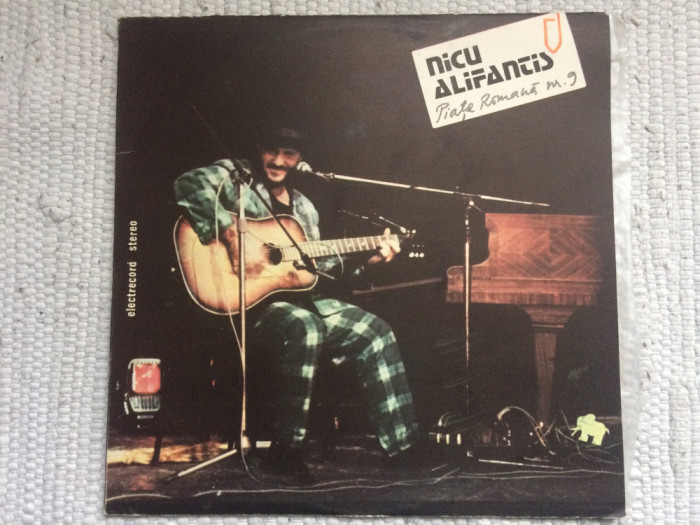 nicu
alifantis
Piața Romană nr. 9
electrecord stereo